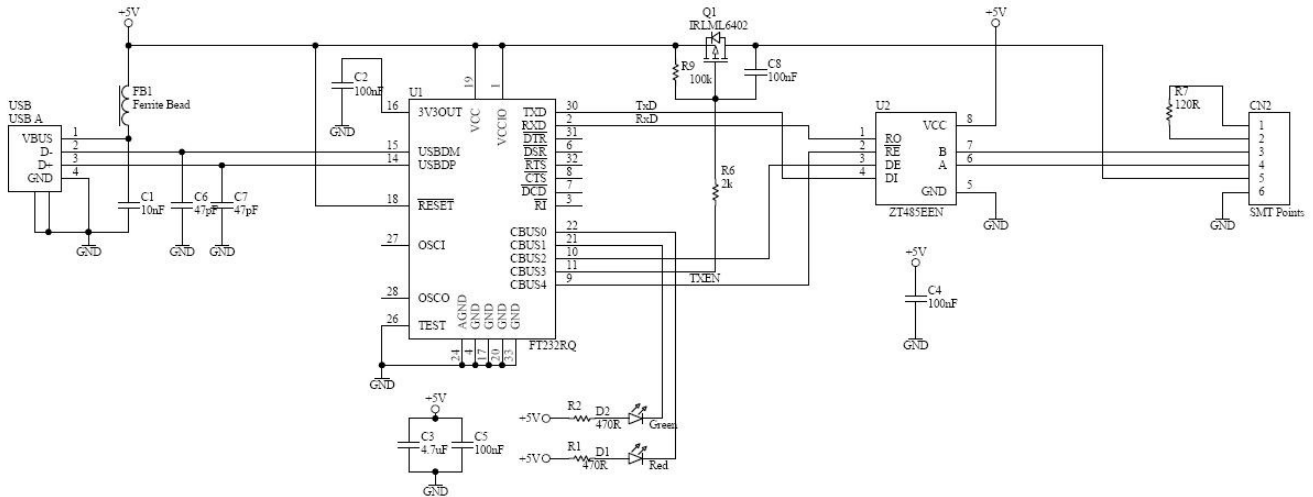 +5V
Q1
IRLML6402
+5V
FB1
Ferrite Bead
C2
100nF
U1
19
1
R9
100k
C8
100nF
U2
R7
120R
CN2
USB
USB A
VBUS
D-
D+
GND
1
2
3
4
16
15
14
18
27
28
26
3V3OUT
USBDM
USBDP
RESET
OSCI
OSCO
TEST
VCC
VCCIO
TXD
RXD
DTR
DSR
RTS
CTS
DCD
RI
CBUS0
CBUS1
CBUS2
CBUS3
CBUS4
30
2
31
6
32
8
7
3
22
21
10
11
9
TxD
RxD
TXEN
AGND
GND
GND
GND
GND
24
4
17
20
33
FT232RQ
R6
2k
1
2
3
4
RO
RE
DE
DI
VCC
B
A
GND
8
7
6
5
ZT485EEN
1
2
3
4
5
6
SMT Points
C1
10nF
C6
47pF
C7
47pF
GND
GND
GND
GND
GND
GND
GND
+5V
C4
100nF
GND
+5V
C3
4.7uF
C5
100nF
GND
+5V
R2
470R
D2
Green
+5V
R1
470R
D1
Red